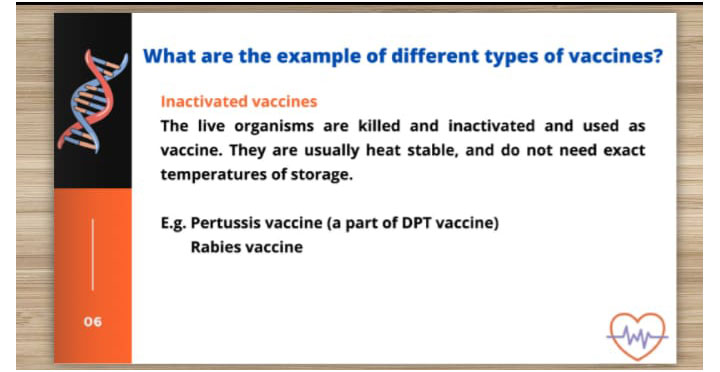 What are the example of different types of vaccines?
Inactivated vaccines
The live organisms are killed and inactivated and used as
vaccine. They are usually heat stable, and do not need exact
temperatures of storage.
E.g. Pertussis vaccine (a part of DPT vaccine)
Rabies vaccine
06